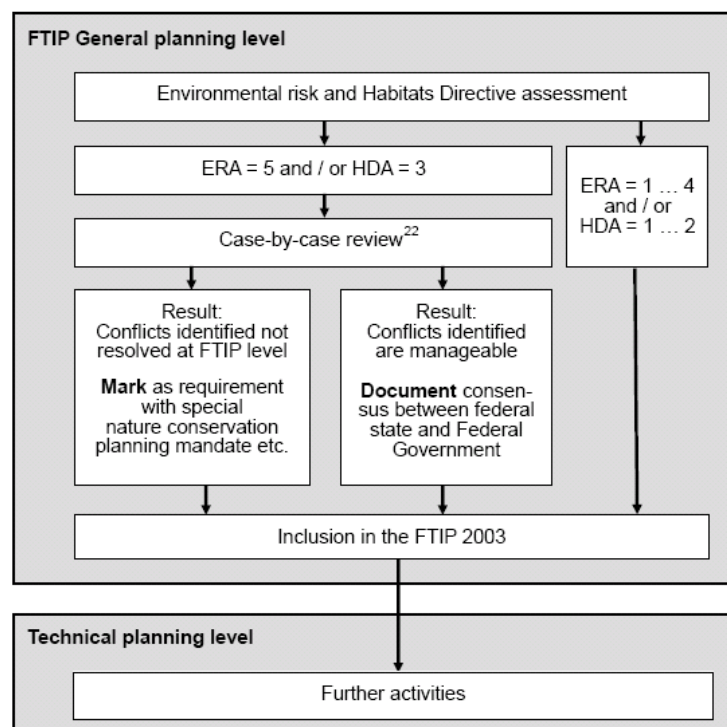 FTIP General planning level
Environmental risk and Habitats Directive assessment
ERA = 5 and / or HDA = 3
ERA = 1 … 4
and / or
HDA = 1 … 2
Case-by-case review22
Result:
Conflicts identified not
resolved at FTIP level
Mark as requirement
with special
nature conservation
planning mandate etc.
Result:
Conflicts identified
are manageable
Document consen-
sus between federal
state and Federal
Government
Inclusion in the FTIP 2003
Technical planning level
Further activities